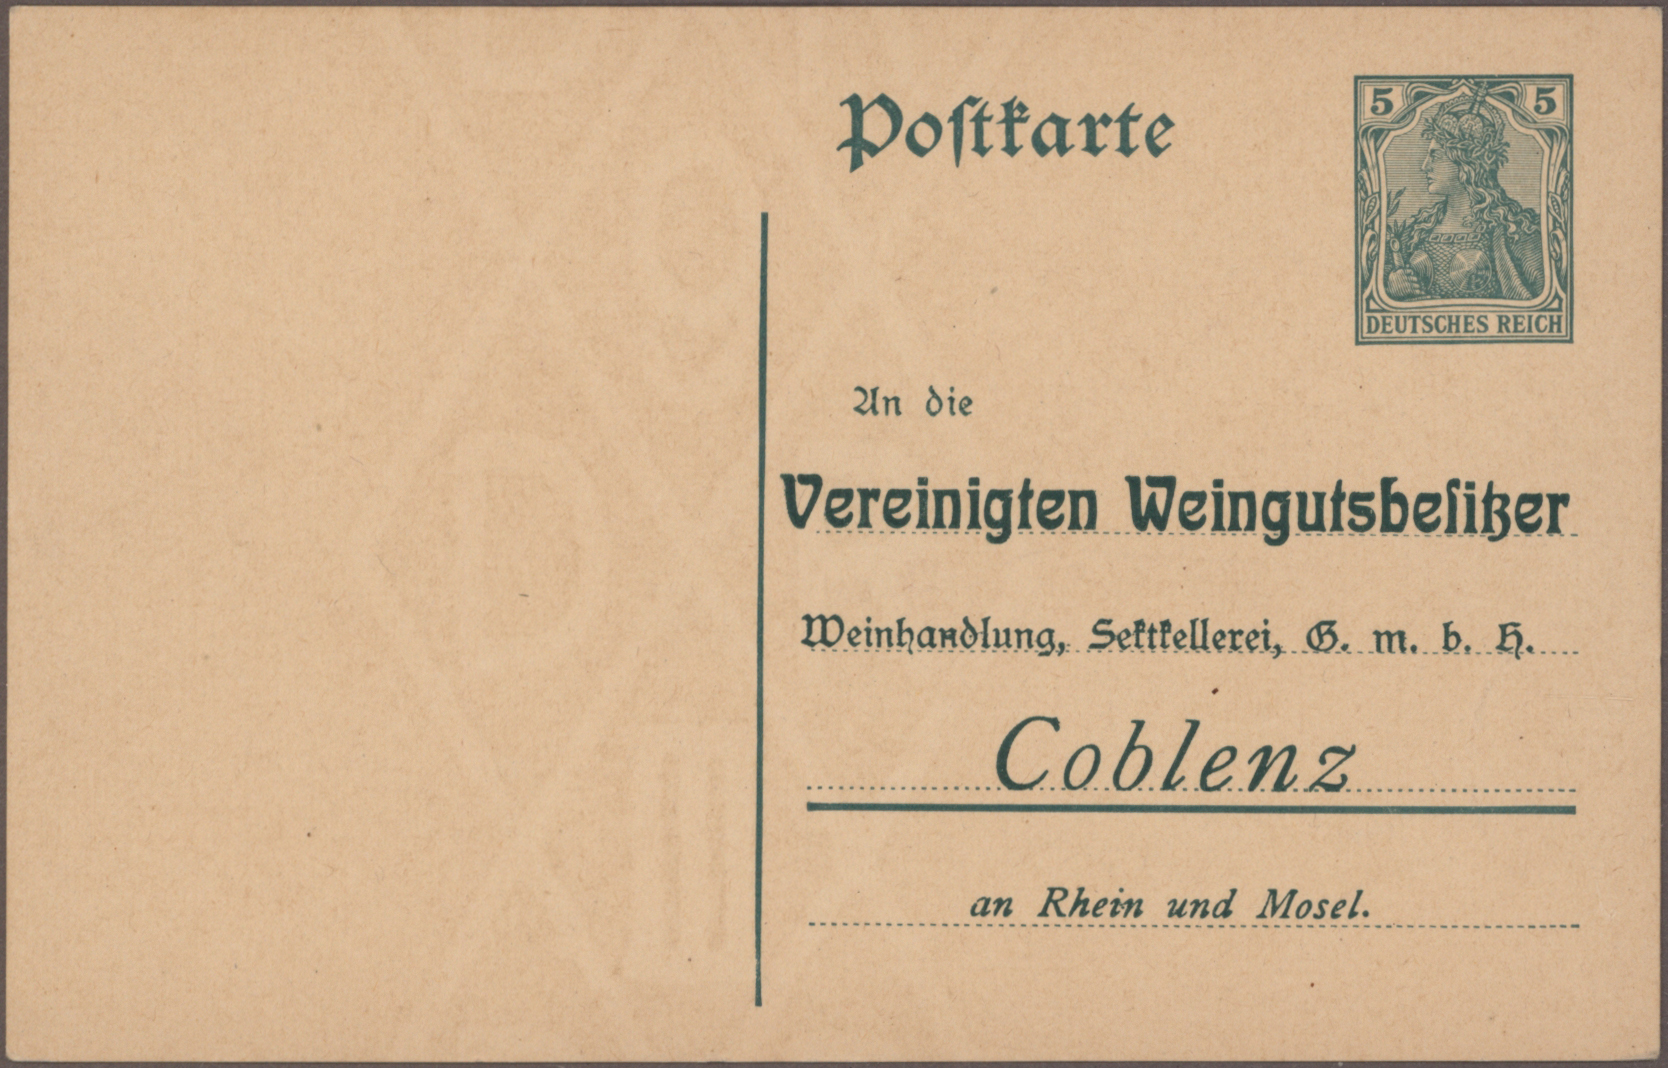 Poſtkarte
5 5
DEUTSCHES REICH
An die
Vereinigten Weingutsbeſitzer
Weinhandlung, Sektkellerei, G. m. b. H.
Coblenz
an Rhein und Mosel.